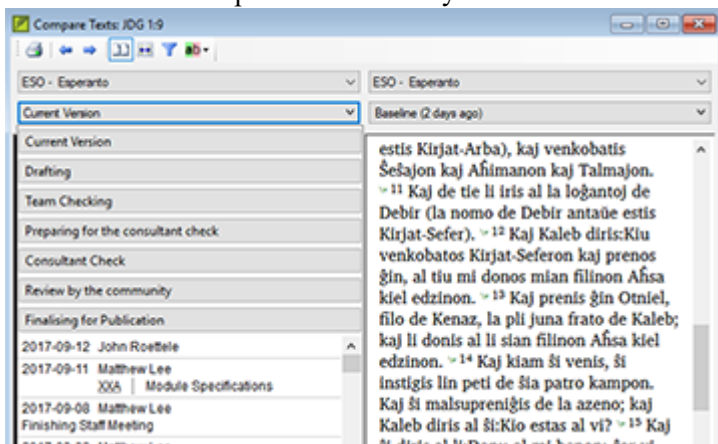 Compare Texts: JDG 1:9
ESO - Esperanto
ESO - Esperanto
Current Version
Baseline (2 days ago)
Current Version
Drafting
Team Checking
Preparing for the consultant check
Consultant Check
Review by the community
Finalising for Publication
2017-09-12 John Roettele
2017-09-11 Matthew Lee
XXA | Module Specifications
2017-09-08 Matthew Lee
Finishing Staff Meeting
estis Kirjat-Arba), kaj venkobatis
Ŝeŝajon kaj Aĥimanon kaj Talmajon.
11 Kaj de tie li iris al la loĝantoj de
Debir (la nomo de Debir antaŭe estis
Kirjat-Sefer). 12 Kaj Kaleb diris:Kiu
venkobatos Kirjat-Seferon kaj prenos
ĝin, al tiu mi donos mian filinon Aĥsa
kiel edzinon. 13 Kaj prenis ĝin Otniel,
filo de Kenaz, la pli juna frato de Kaleb;
kaj li donis al li sian filinon Aĥsa kiel
edzinon. 14 Kaj kiam ŝi venis, ŝi
instigis lin peti de ŝia patro kampon.
Kaj ŝi malsupreniĝis de la azeno; kaj
Kaleb diris al ŝi:Kio estas al vi? 15 Kaj